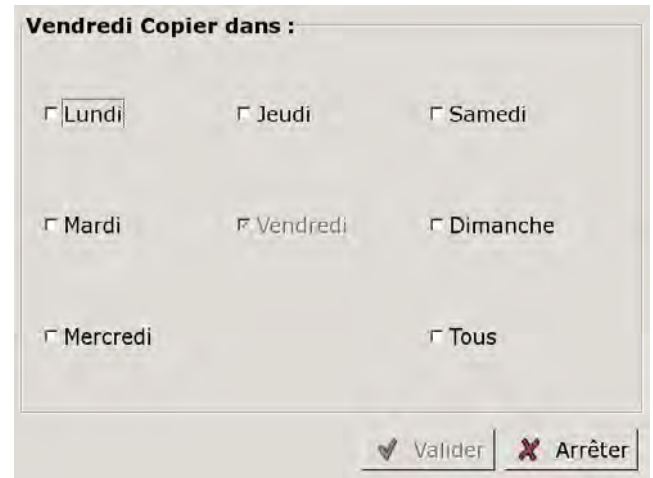 Vendredi Copier dans :
Lundi Jeudi Samedi
Mardi Vendredi Dimanche
Mercredi Tous
Valider Arrêter